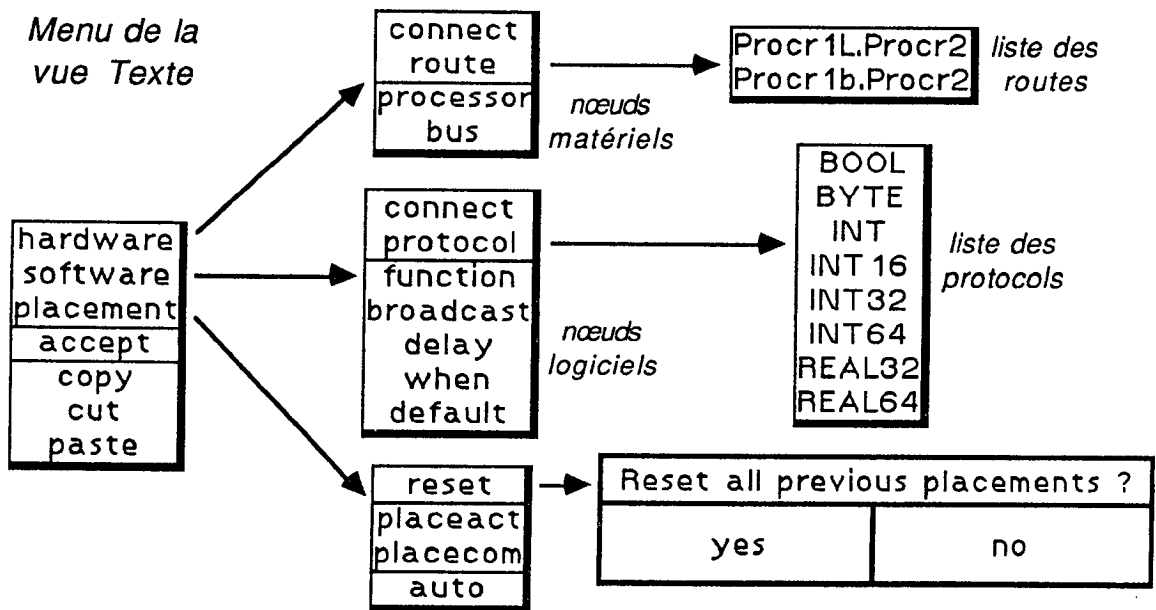 Menu de la
vue Texte
connect
route
processor
bus
nœuds
matériels
Procr1L.Procr2
Procr1b.Procr2
liste des
routes
hardware
software
placement
accept
copy
cut
paste
connect
protocol
function
broadcast
delay
when
default
nœuds
logiciels
BOOL
BYTE
INT
INT16
INT32
INT64
REAL32
REAL64
liste des
protocols
reset
placeact
placecom
auto
Reset all previous placements ?
yes
no